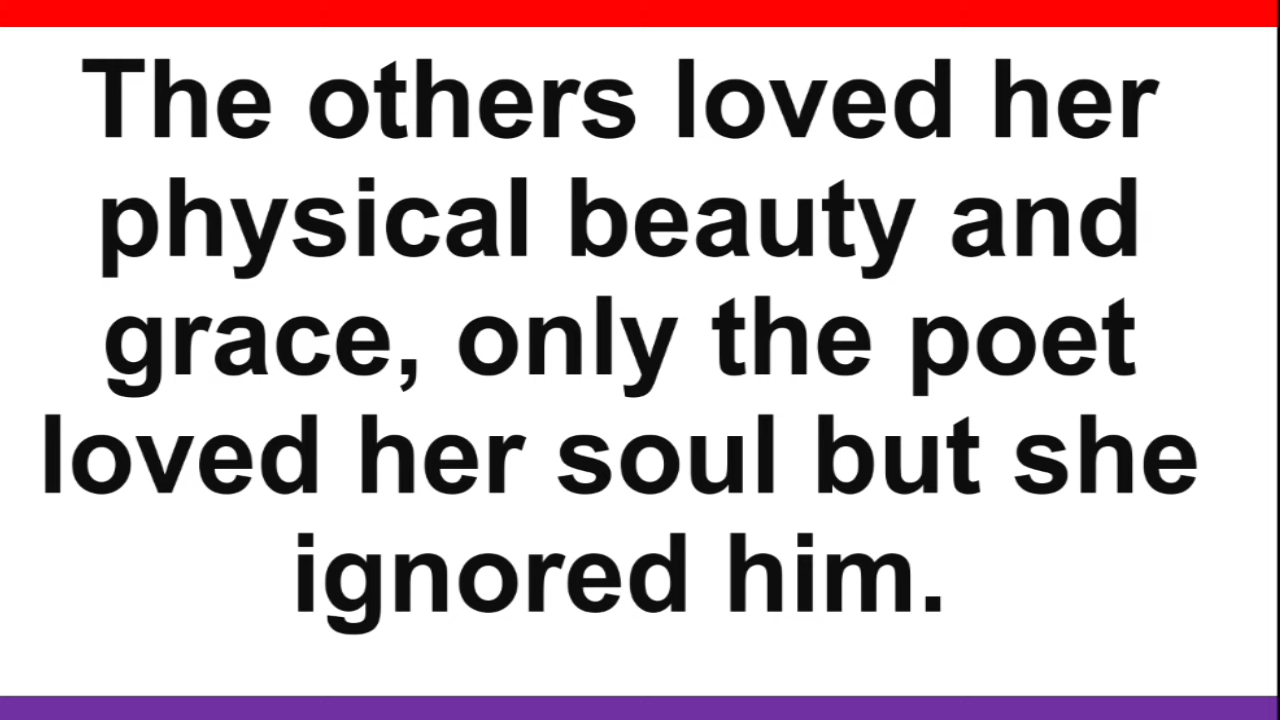 The others loved her
physical beauty and
grace, only the poet
loved her soul but she
ignored him.